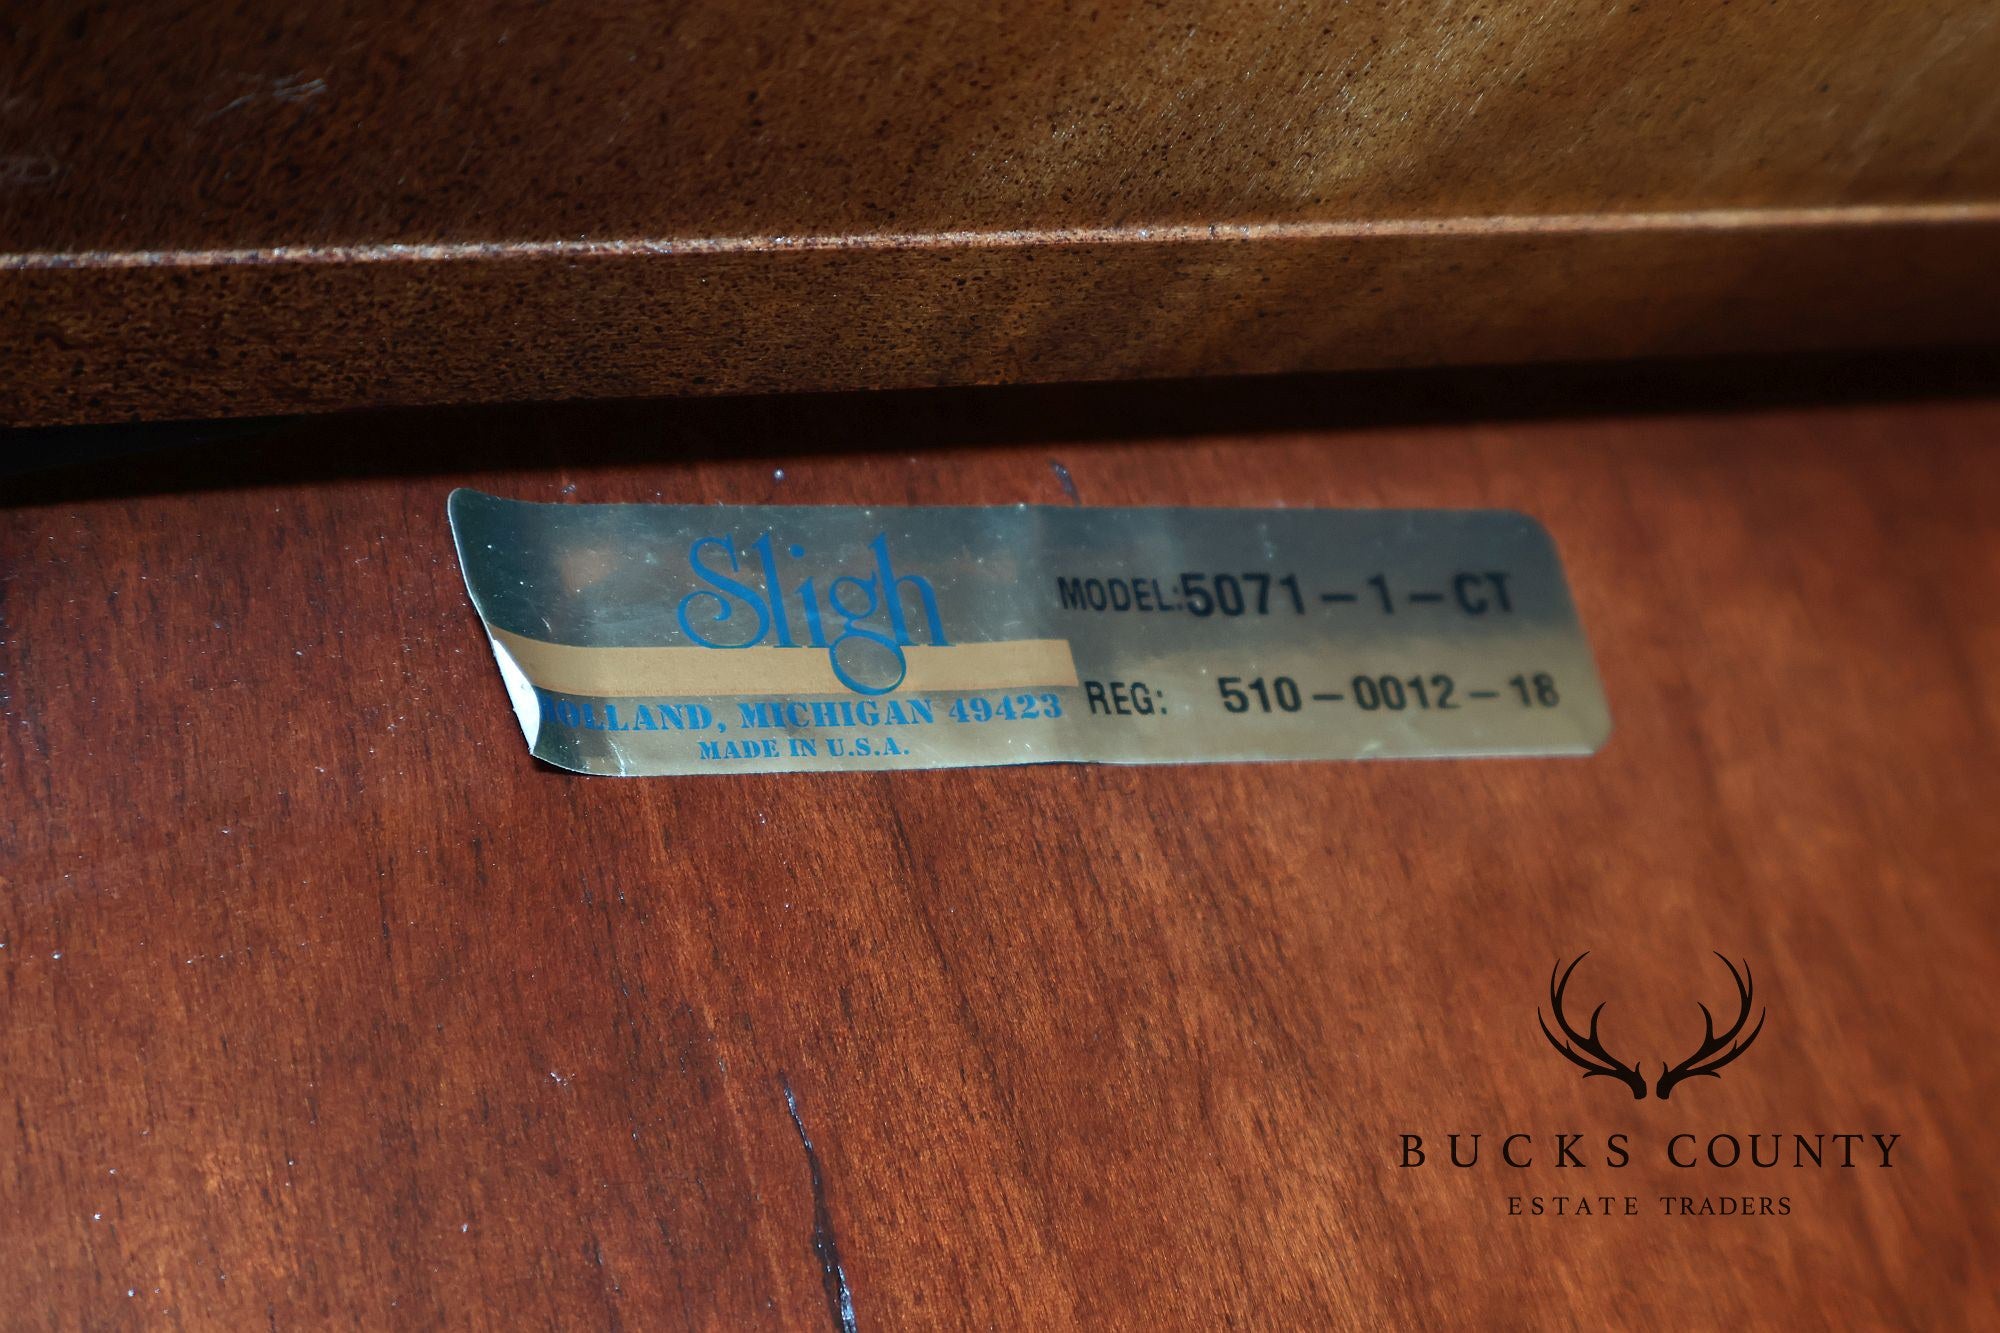 Sligh
HOLLAND, MICHIGAN 49423
MADE IN U.S.A.
MODEL:5071-1-CT
REG: 510-0012-18
BUCKS COUNTY
ESTATE TRADERS